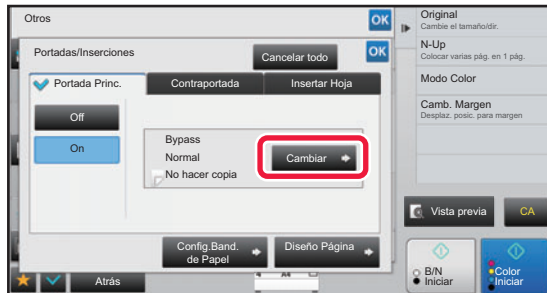 Otros
OK
Portadas/Inserciones
Cancelar todo
OK
Portada Princ.
Contraportada
Insertar Hoja
Off
On
Bypass
Normal
No hacer copia
Cambiar
Config.Band.
de Papel
Diseño Página
Atrás
A4
Original
Cambie el tamaño/dir.
N-Up
Colocar varias pág. en 1 pág.
Modo Color
Camb. Margen
Desplaz. posic. para margen
Vista previa
CA
B/N
Iniciar
Color
Iniciar